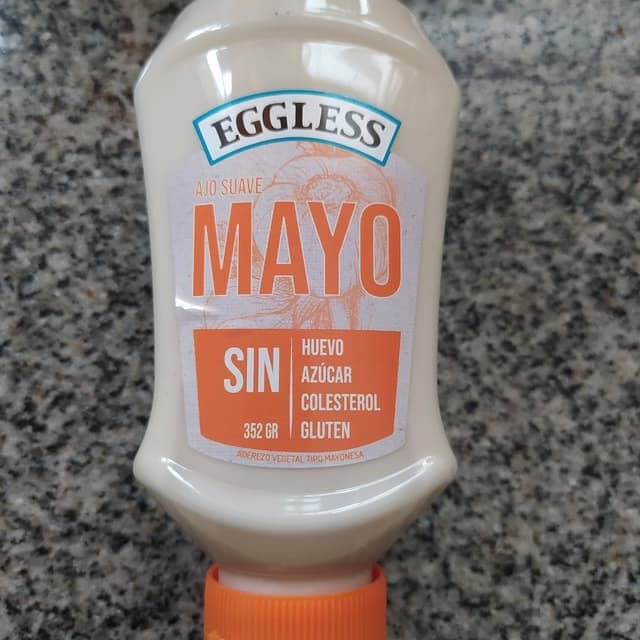 EGGLESS
AJO SUAVE
MAYO
SIN
HUEVO
AZÚCAR
COLESTEROL
GLUTEN
352 GR
ADEREZO VEGETAL TIPO MAYONESA